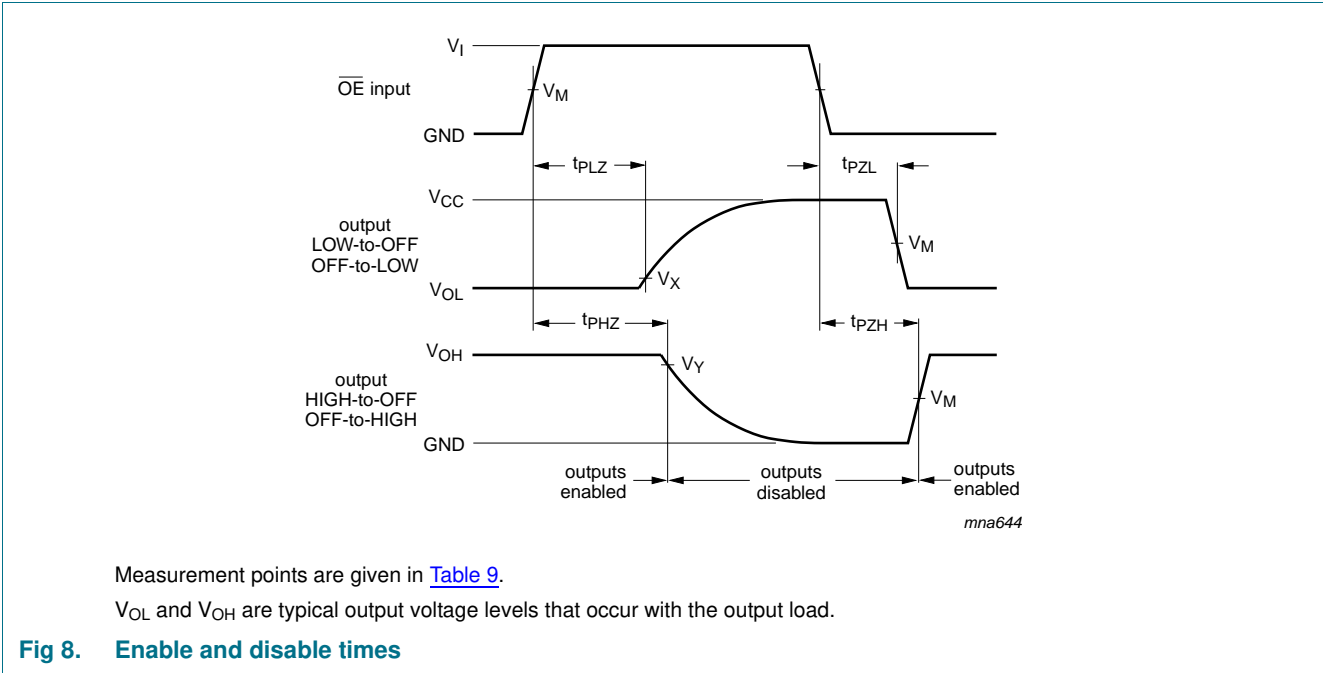 V_I
O̅E̅ input
V_M
GND
t_PLZ
t_PZL
V_CC
output
LOW-to-OFF
OFF-to-LOW
V_M
V_X
V_OL
t_PHZ
t_PZH
V_OH
V_Y
output
HIGH-to-OFF
OFF-to-HIGH
V_M
GND
outputs
enabled
outputs
disabled
outputs
enabled
mna644
Measurement points are given in Table 9.
V_OL and V_OH are typical output voltage levels that occur with the output load.
Fig 8. Enable and disable times